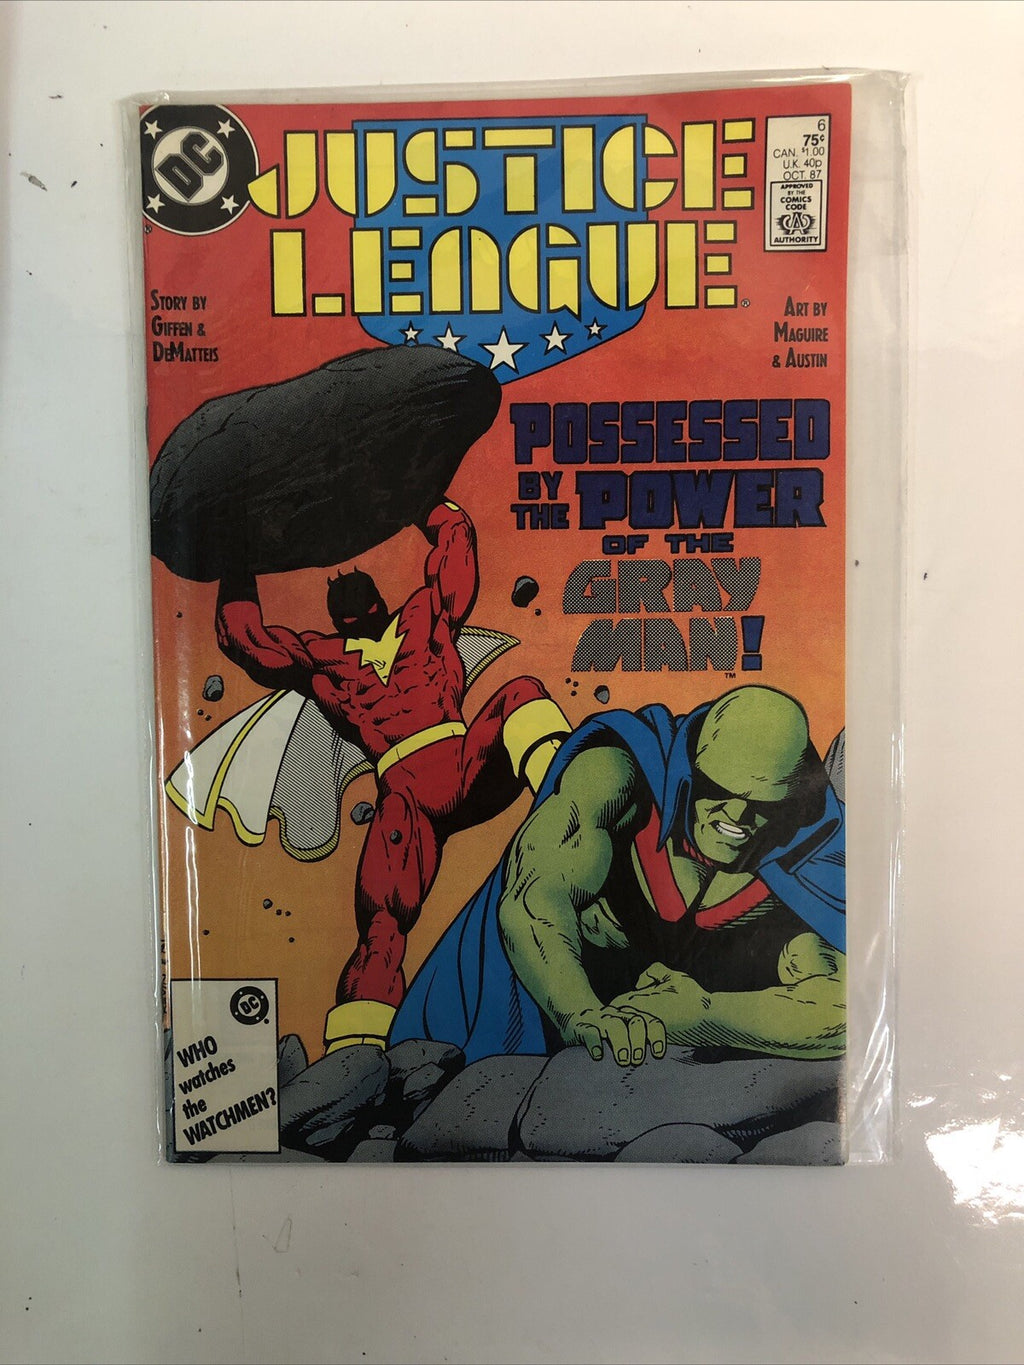 DC
JUSTICE
LEAGUE®
6
75¢
CAN. $1.00
U.K. 40p
OCT. 87
APPROVED
BY THE
COMICS
CODE
CA
AUTHORITY
STORY BY
GIFFEN &
DEMATTEIS
ART BY
MAGUIRE
& AUSTIN
POSSESSED
BY THE POWER
OF THE
GRAY
MAN!
™
DC
WHO
watches
the
WATCHMEN?